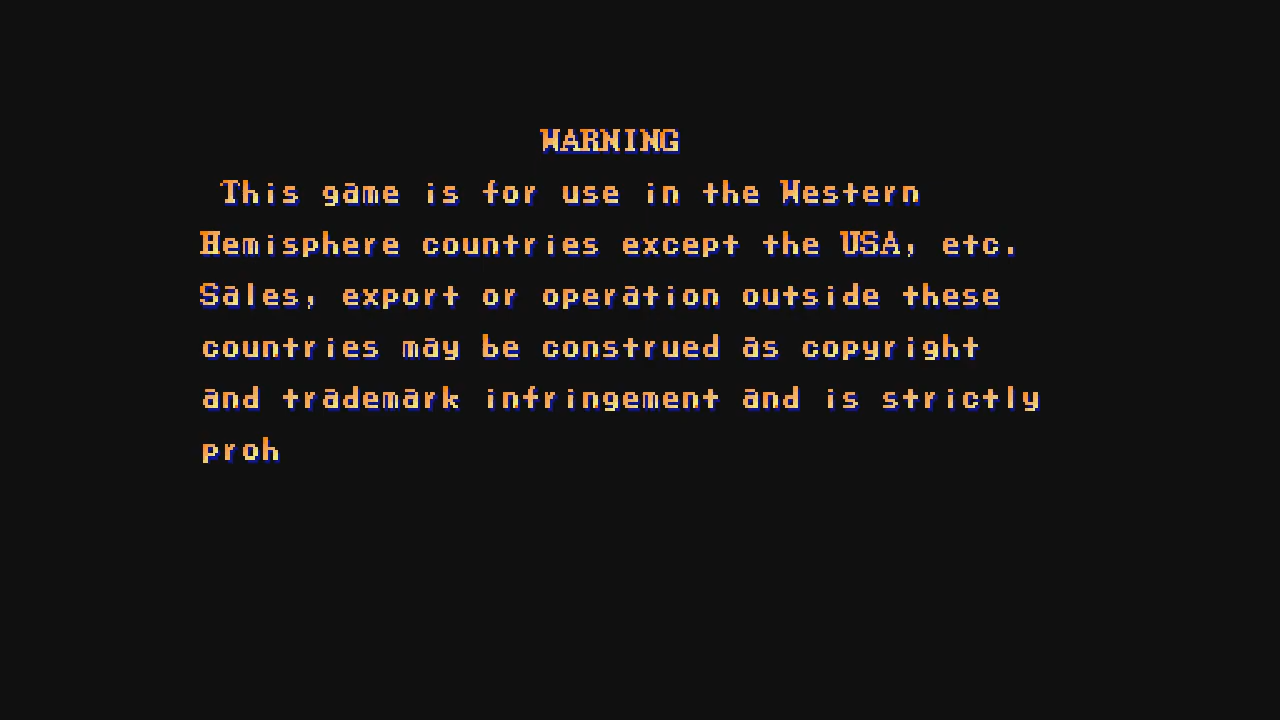 WARNING
This game is for use in the Western
Hemisphere countries except the USA, etc.
Sales, export or operation outside these
countries may be construed as copyright
and trademark infringement and is strictly
proh